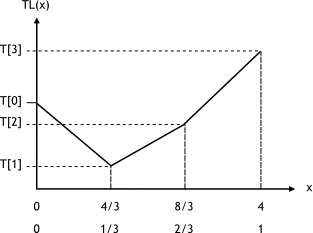 TL(x)
T[3]
T[0]
T[2]
T[1]
x
0 4/3 8/3 4
0 1/3 2/3 1